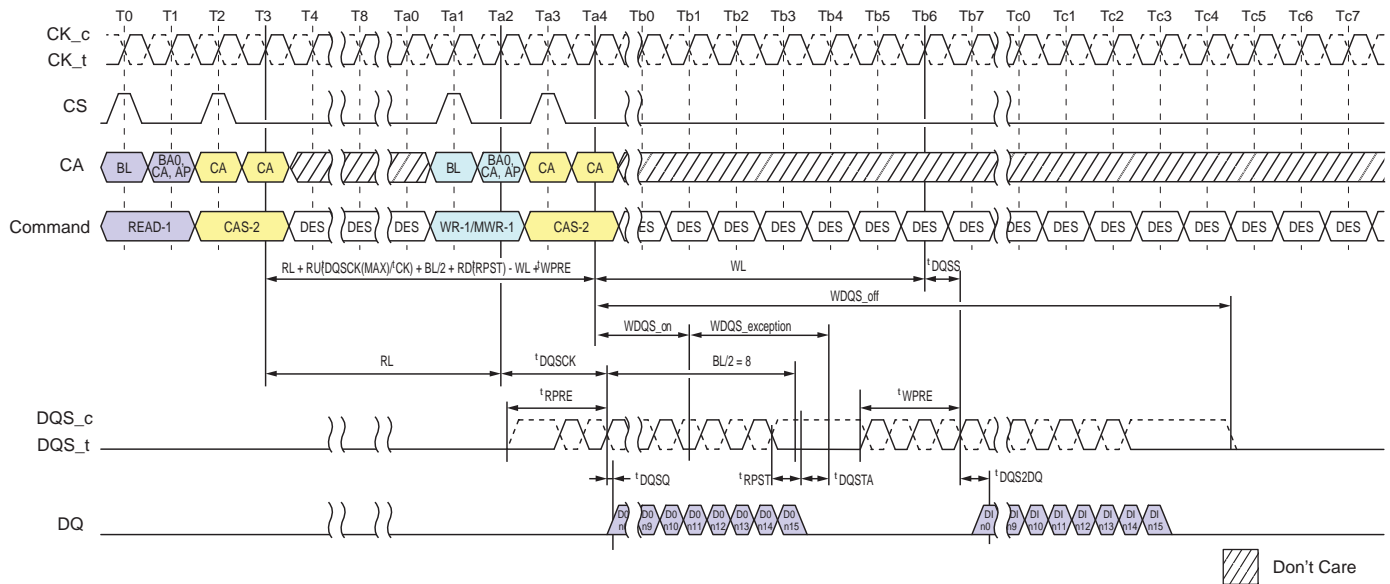 T0 T1 T2 T3 T4 T8 Ta0 Ta1 Ta2 Ta3 Ta4 Tb0 Tb1 Tb2 Tb3 Tb4 Tb5 Tb6 Tb7 Tc0 Tc1 Tc2 Tc3 Tc4 Tc5 Tc6 Tc7
CK_c
CK_t
CS
CA BL BA0, CA, AP CA CA BL BA0, CA, AP CA CA
Command READ-1 CAS-2 DES DES DES WR-1/MWR-1 CAS-2 DES DES DES DES DES DES DES DES DES DES DES DES DES DES DES DES
RL + RU(tDQSCK(MAX)/tCK) + BL/2 + RD(tRPST) - WL + tWPRE WL tDQSS
WDQS_off
WDQS_on WDQS_exception
RL tDQSCK BL/2 = 8
tRPRE tWPRE
DQS_c
DQS_t
tDQSQ tRPST tDQSTA tDQS2DQ
DQ D0 n0 D0 n9 D0 n10 D0 n11 D0 n12 D0 n13 D0 n14 D0 n15 DI n0 DI n9 DI n10 DI n11 DI n12 DI n13 DI n14 DI n15
Don't Care